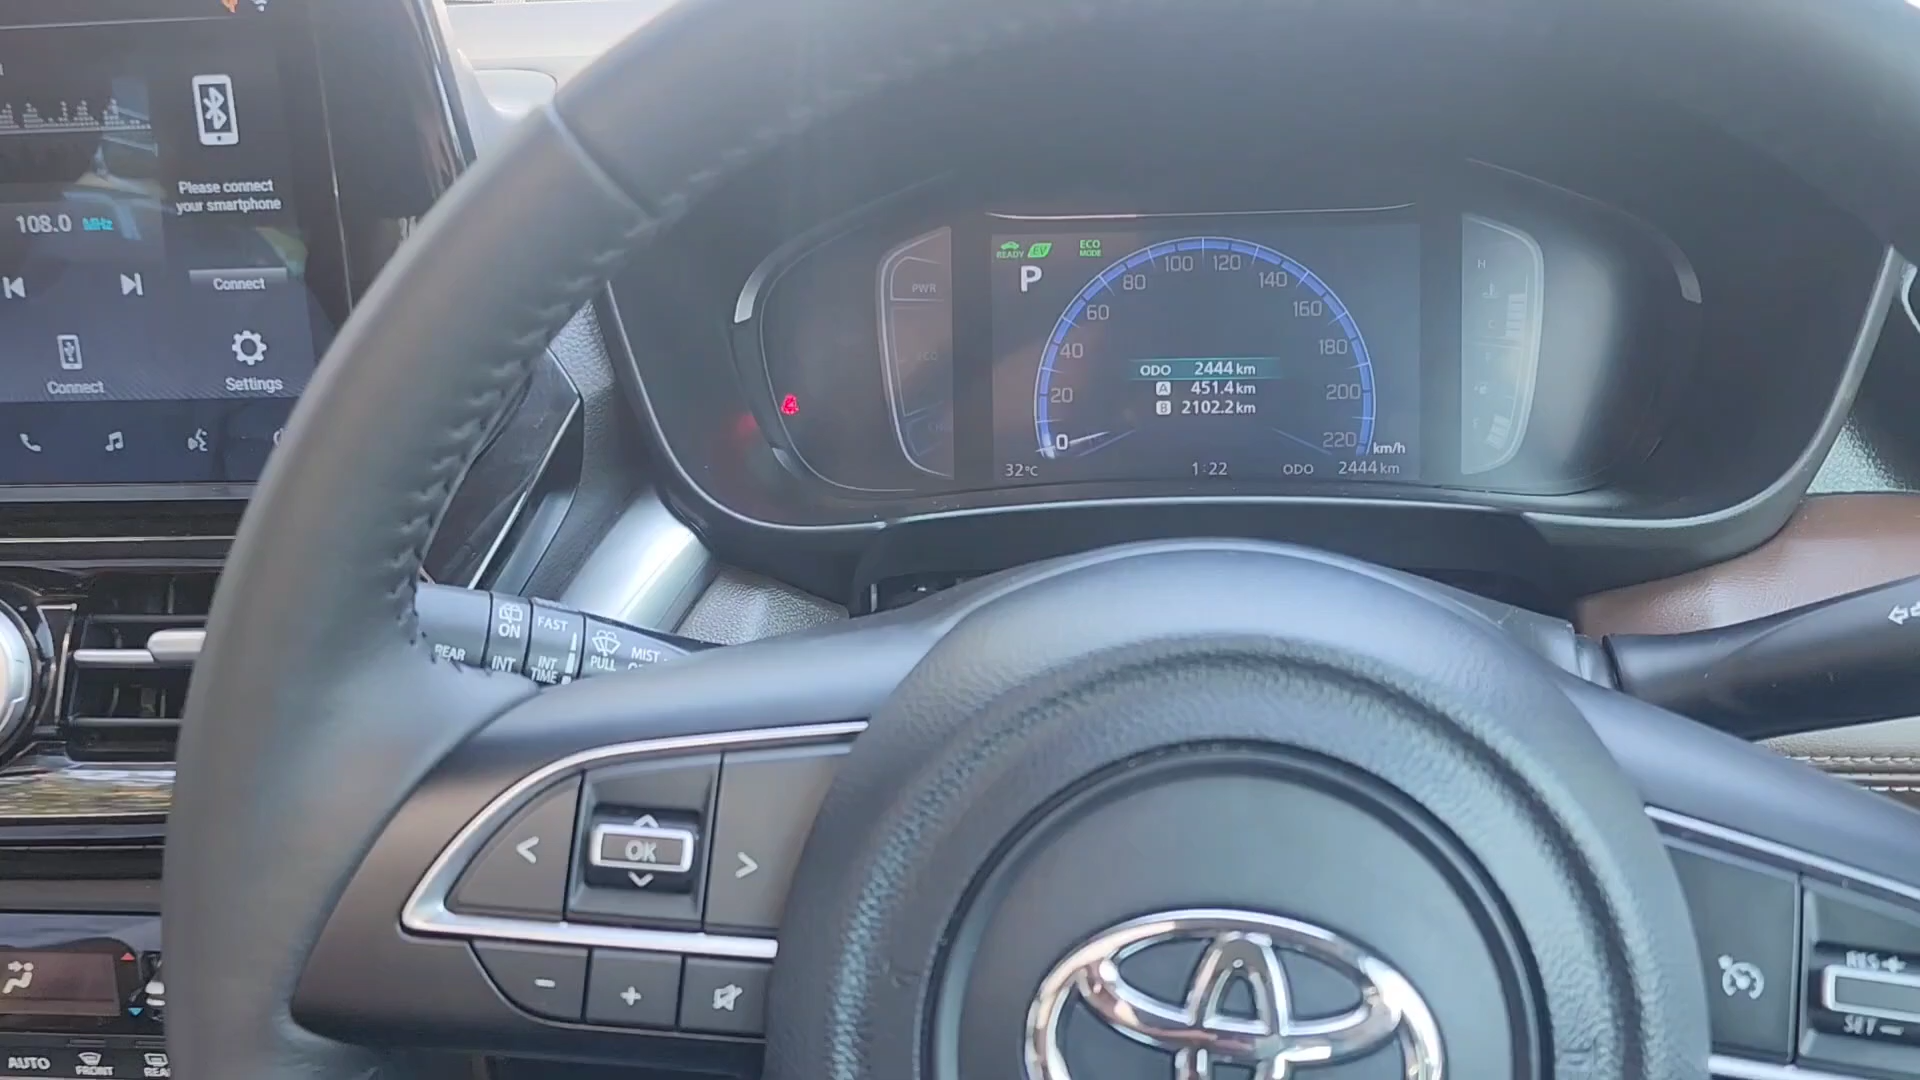 Please connect
your smartphone
108.0 MHz
Connect
Connect
Settings
READY EV
ECO
MODE
P
PWR
ECO
0
20
40
60
80
100
120
140
160
180
200
220
km/h
ODO 2444 km
A 451.4 km
B 2102.2 km
32°C
1:22
ODO 2444 km
H
C
REAR
ON
INT
FAST
INT
TIME
PULL
MIST
<
OK
>
-
+
RES +
SET -
AUTO
FRONT
REA